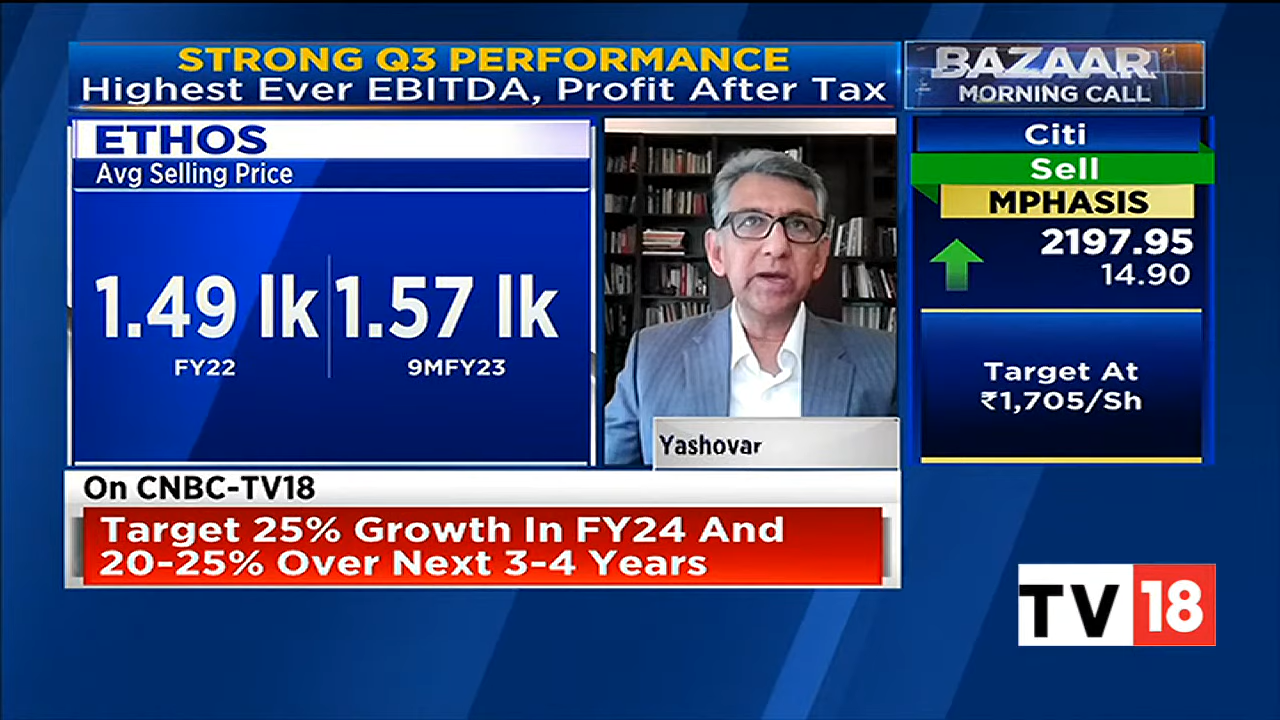 STRONG Q3 PERFORMANCE
Highest Ever EBITDA, Profit After Tax
BAZAAR
MORNING CALL
ETHOS
Avg Selling Price
1.49 lk
FY22
1.57 lk
9MFY23
Yashovar
Citi
Sell
MPHASIS
2197.95
14.90
Target At
₹1,705/Sh
On CNBC-TV18
Target 25% Growth In FY24 And
20-25% Over Next 3-4 Years
TV18